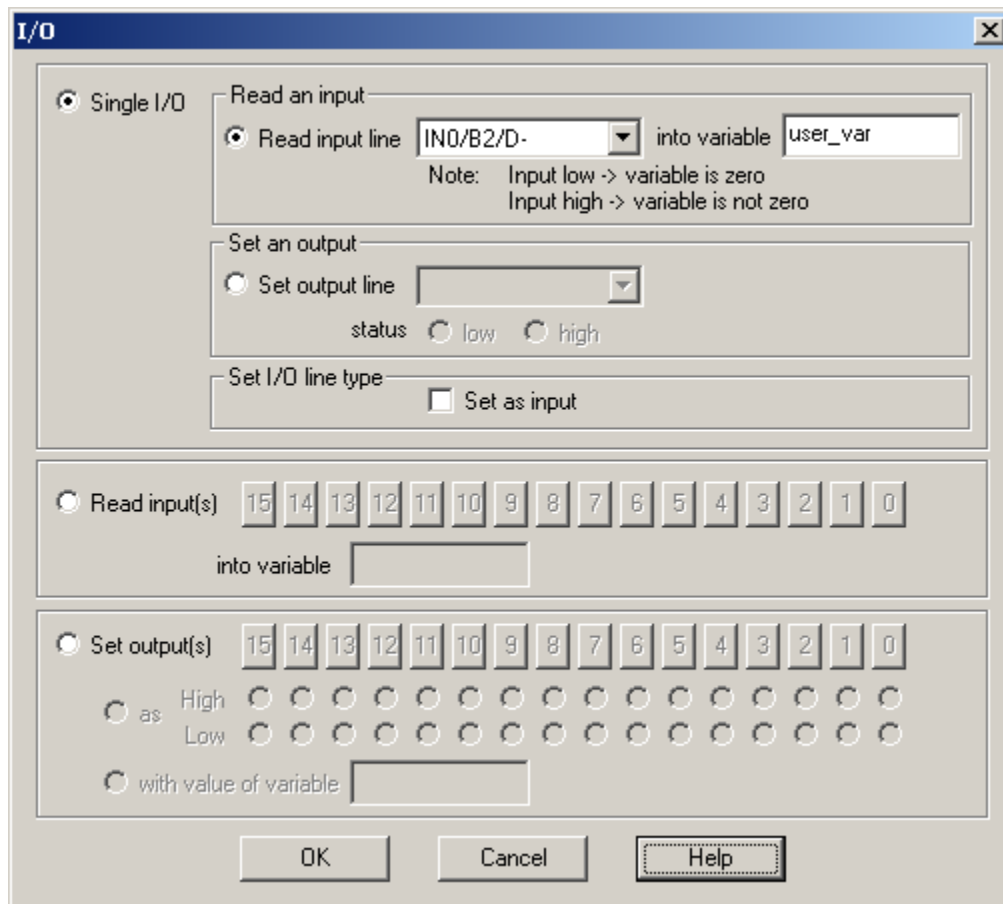 I/O
Single I/O
Read an input
Read input line IN0/B2/D- into variable user_var
Note: Input low -> variable is zero
Input high -> variable is not zero
Set an output
Set output line
status low high
Set I/O line type
Set as input
Read input(s) 15 14 13 12 11 10 9 8 7 6 5 4 3 2 1 0
into variable
Set output(s) 15 14 13 12 11 10 9 8 7 6 5 4 3 2 1 0
High
as
Low
with value of variable
OK Cancel Help